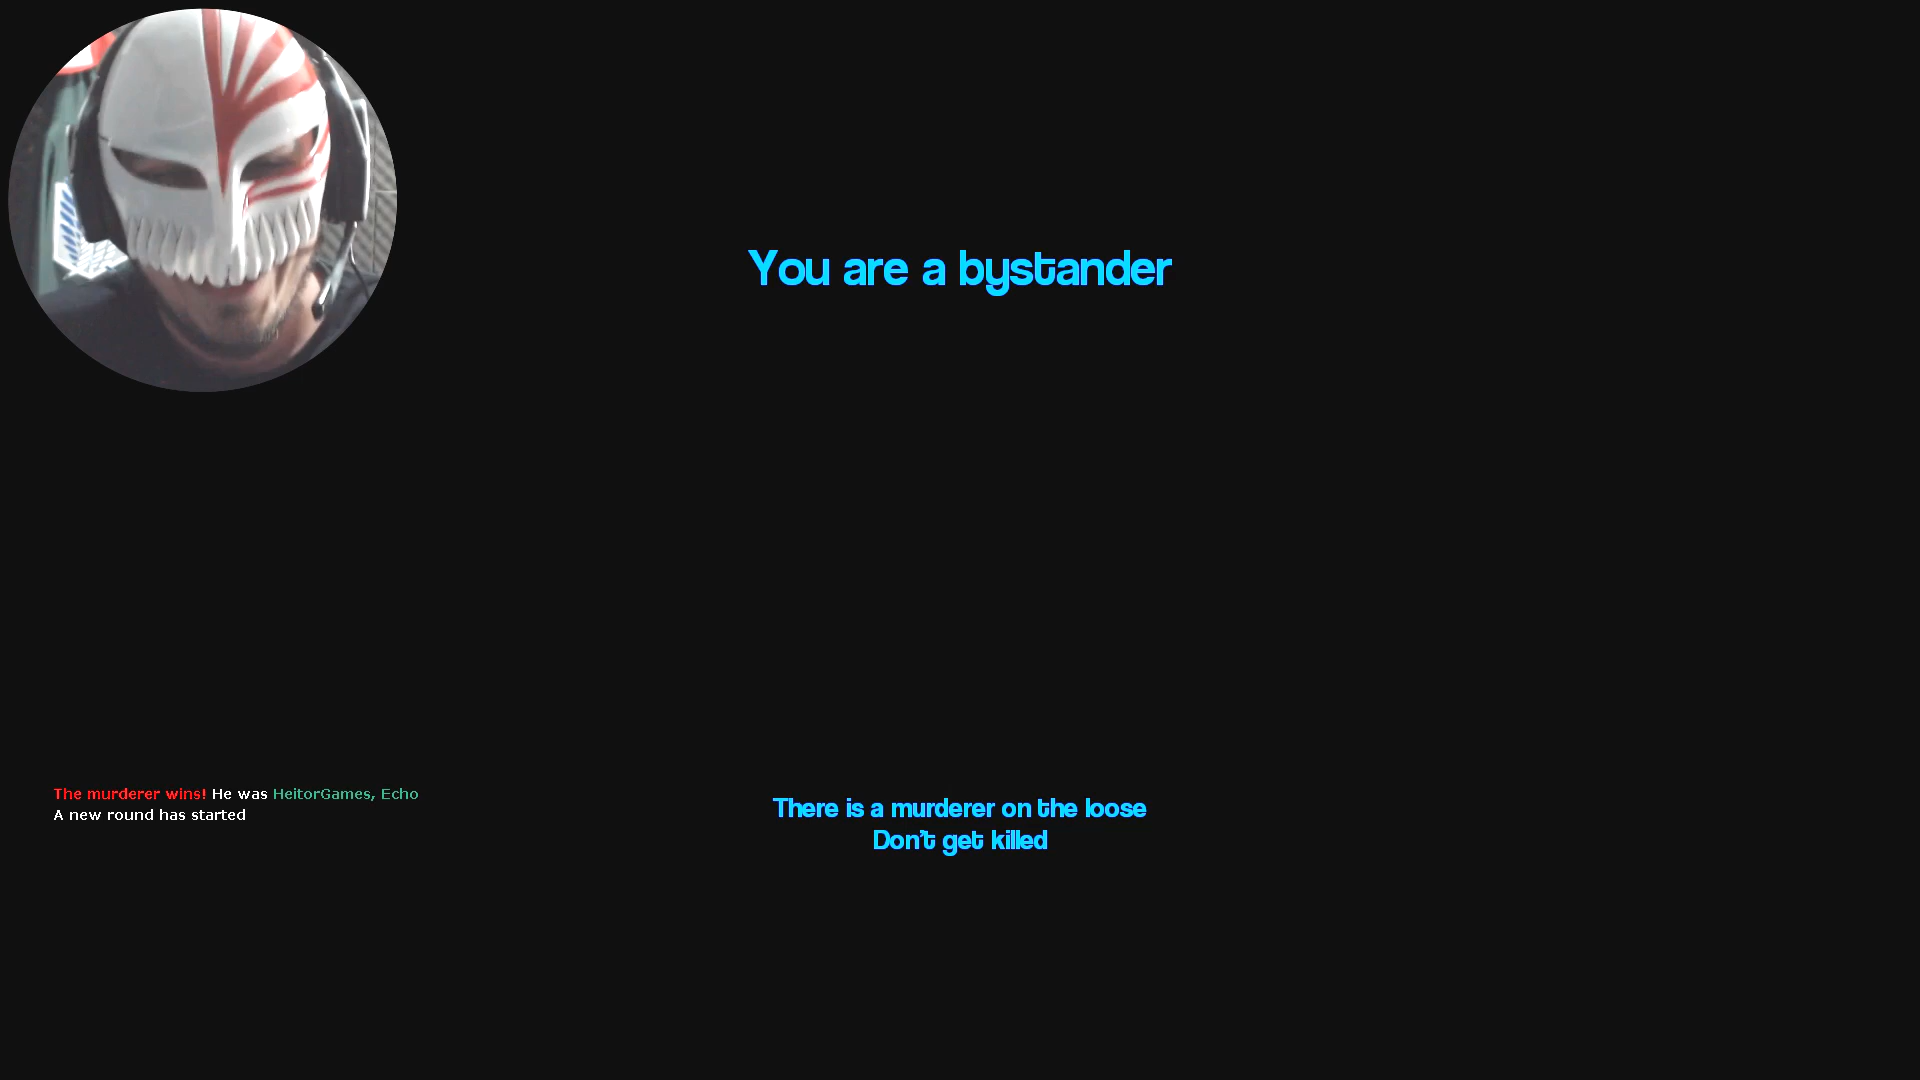 You are a bystander
The murderer wins! He was HeitorGames, Echo
A new round has started
There is a murderer on the loose
Don't get killed